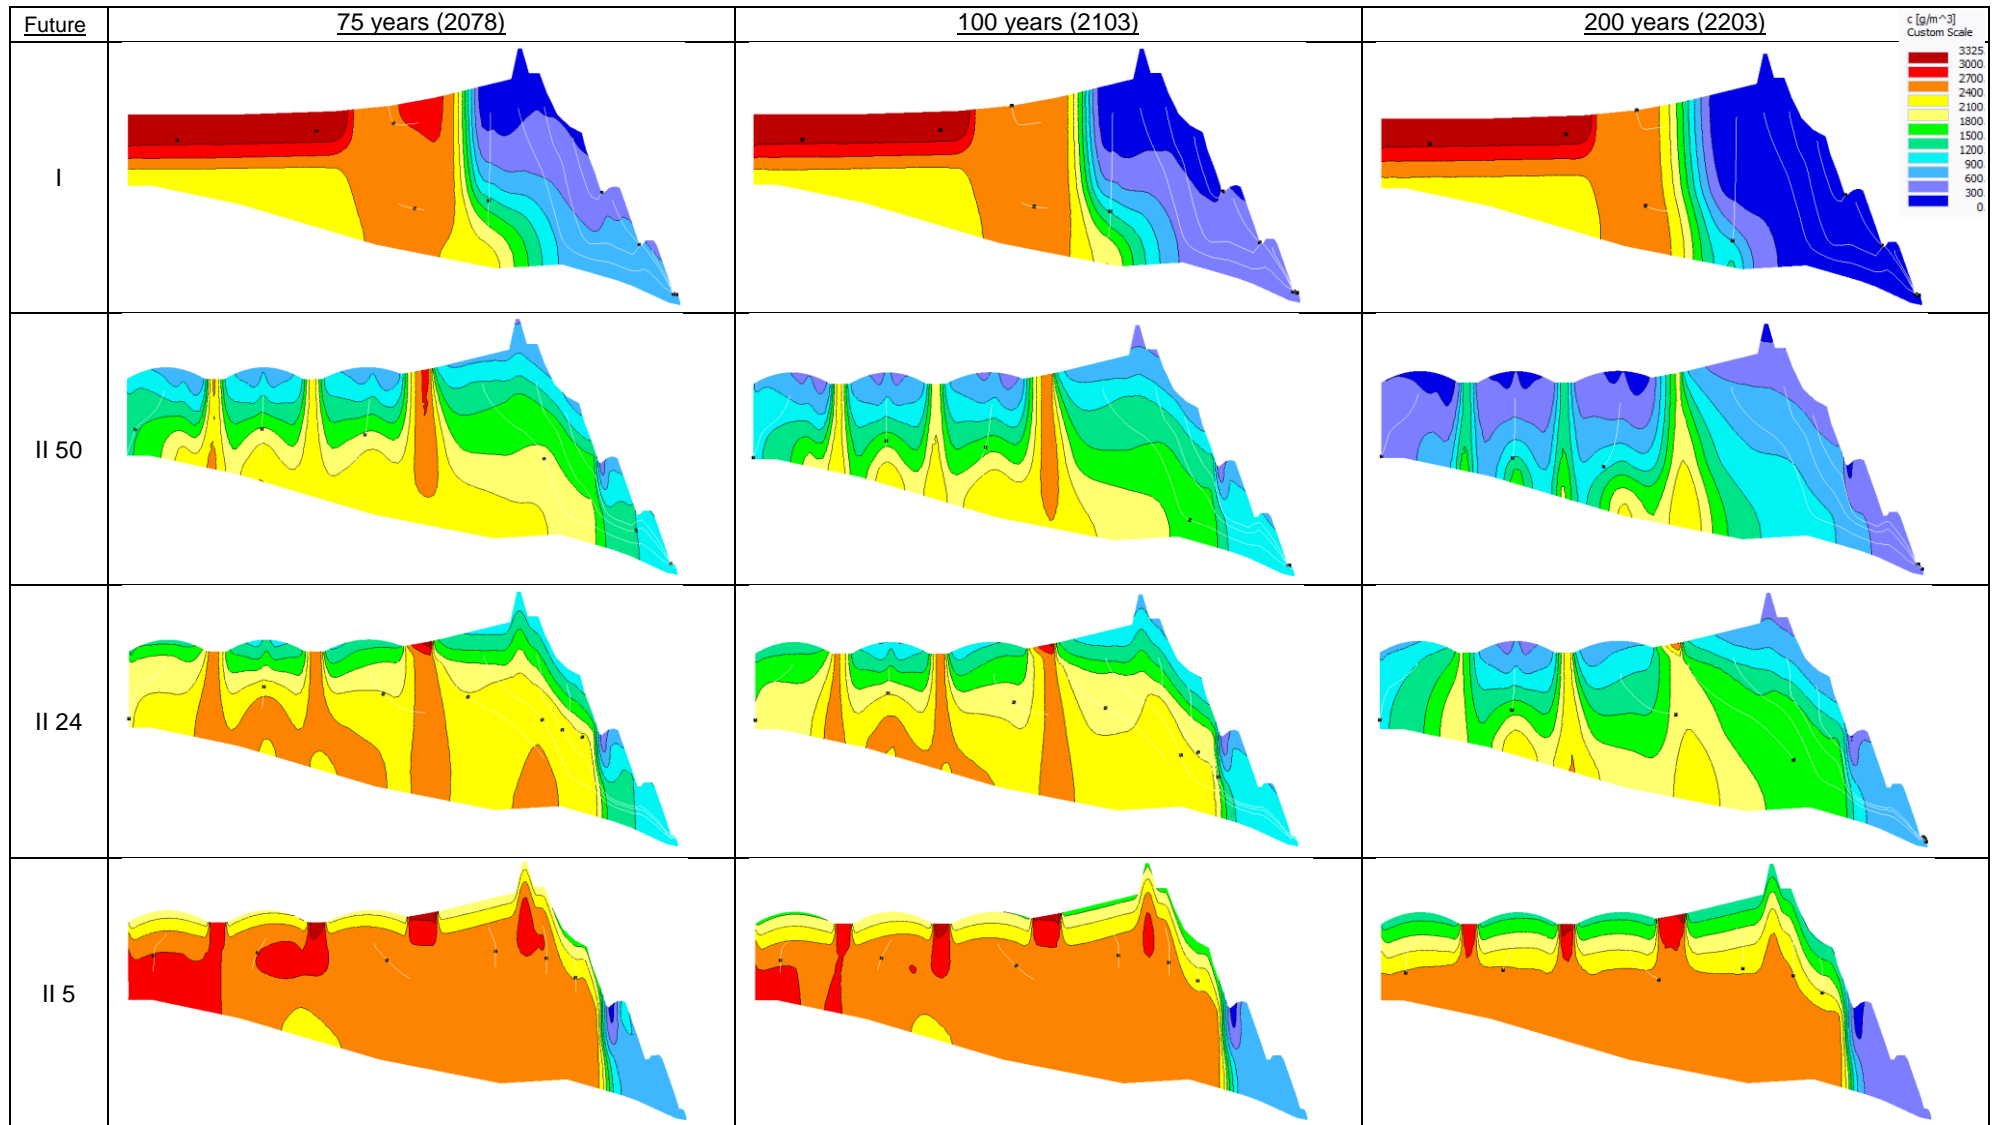 Future
75 years (2078)
100 years (2103)
200 years (2203)
c [g/m^3]
Custom Scale
3325.
3000.
2700.
2400.
2100.
1800.
1500.
1200.
900.
600.
300.
0.
I
II 50
II 24
II 5